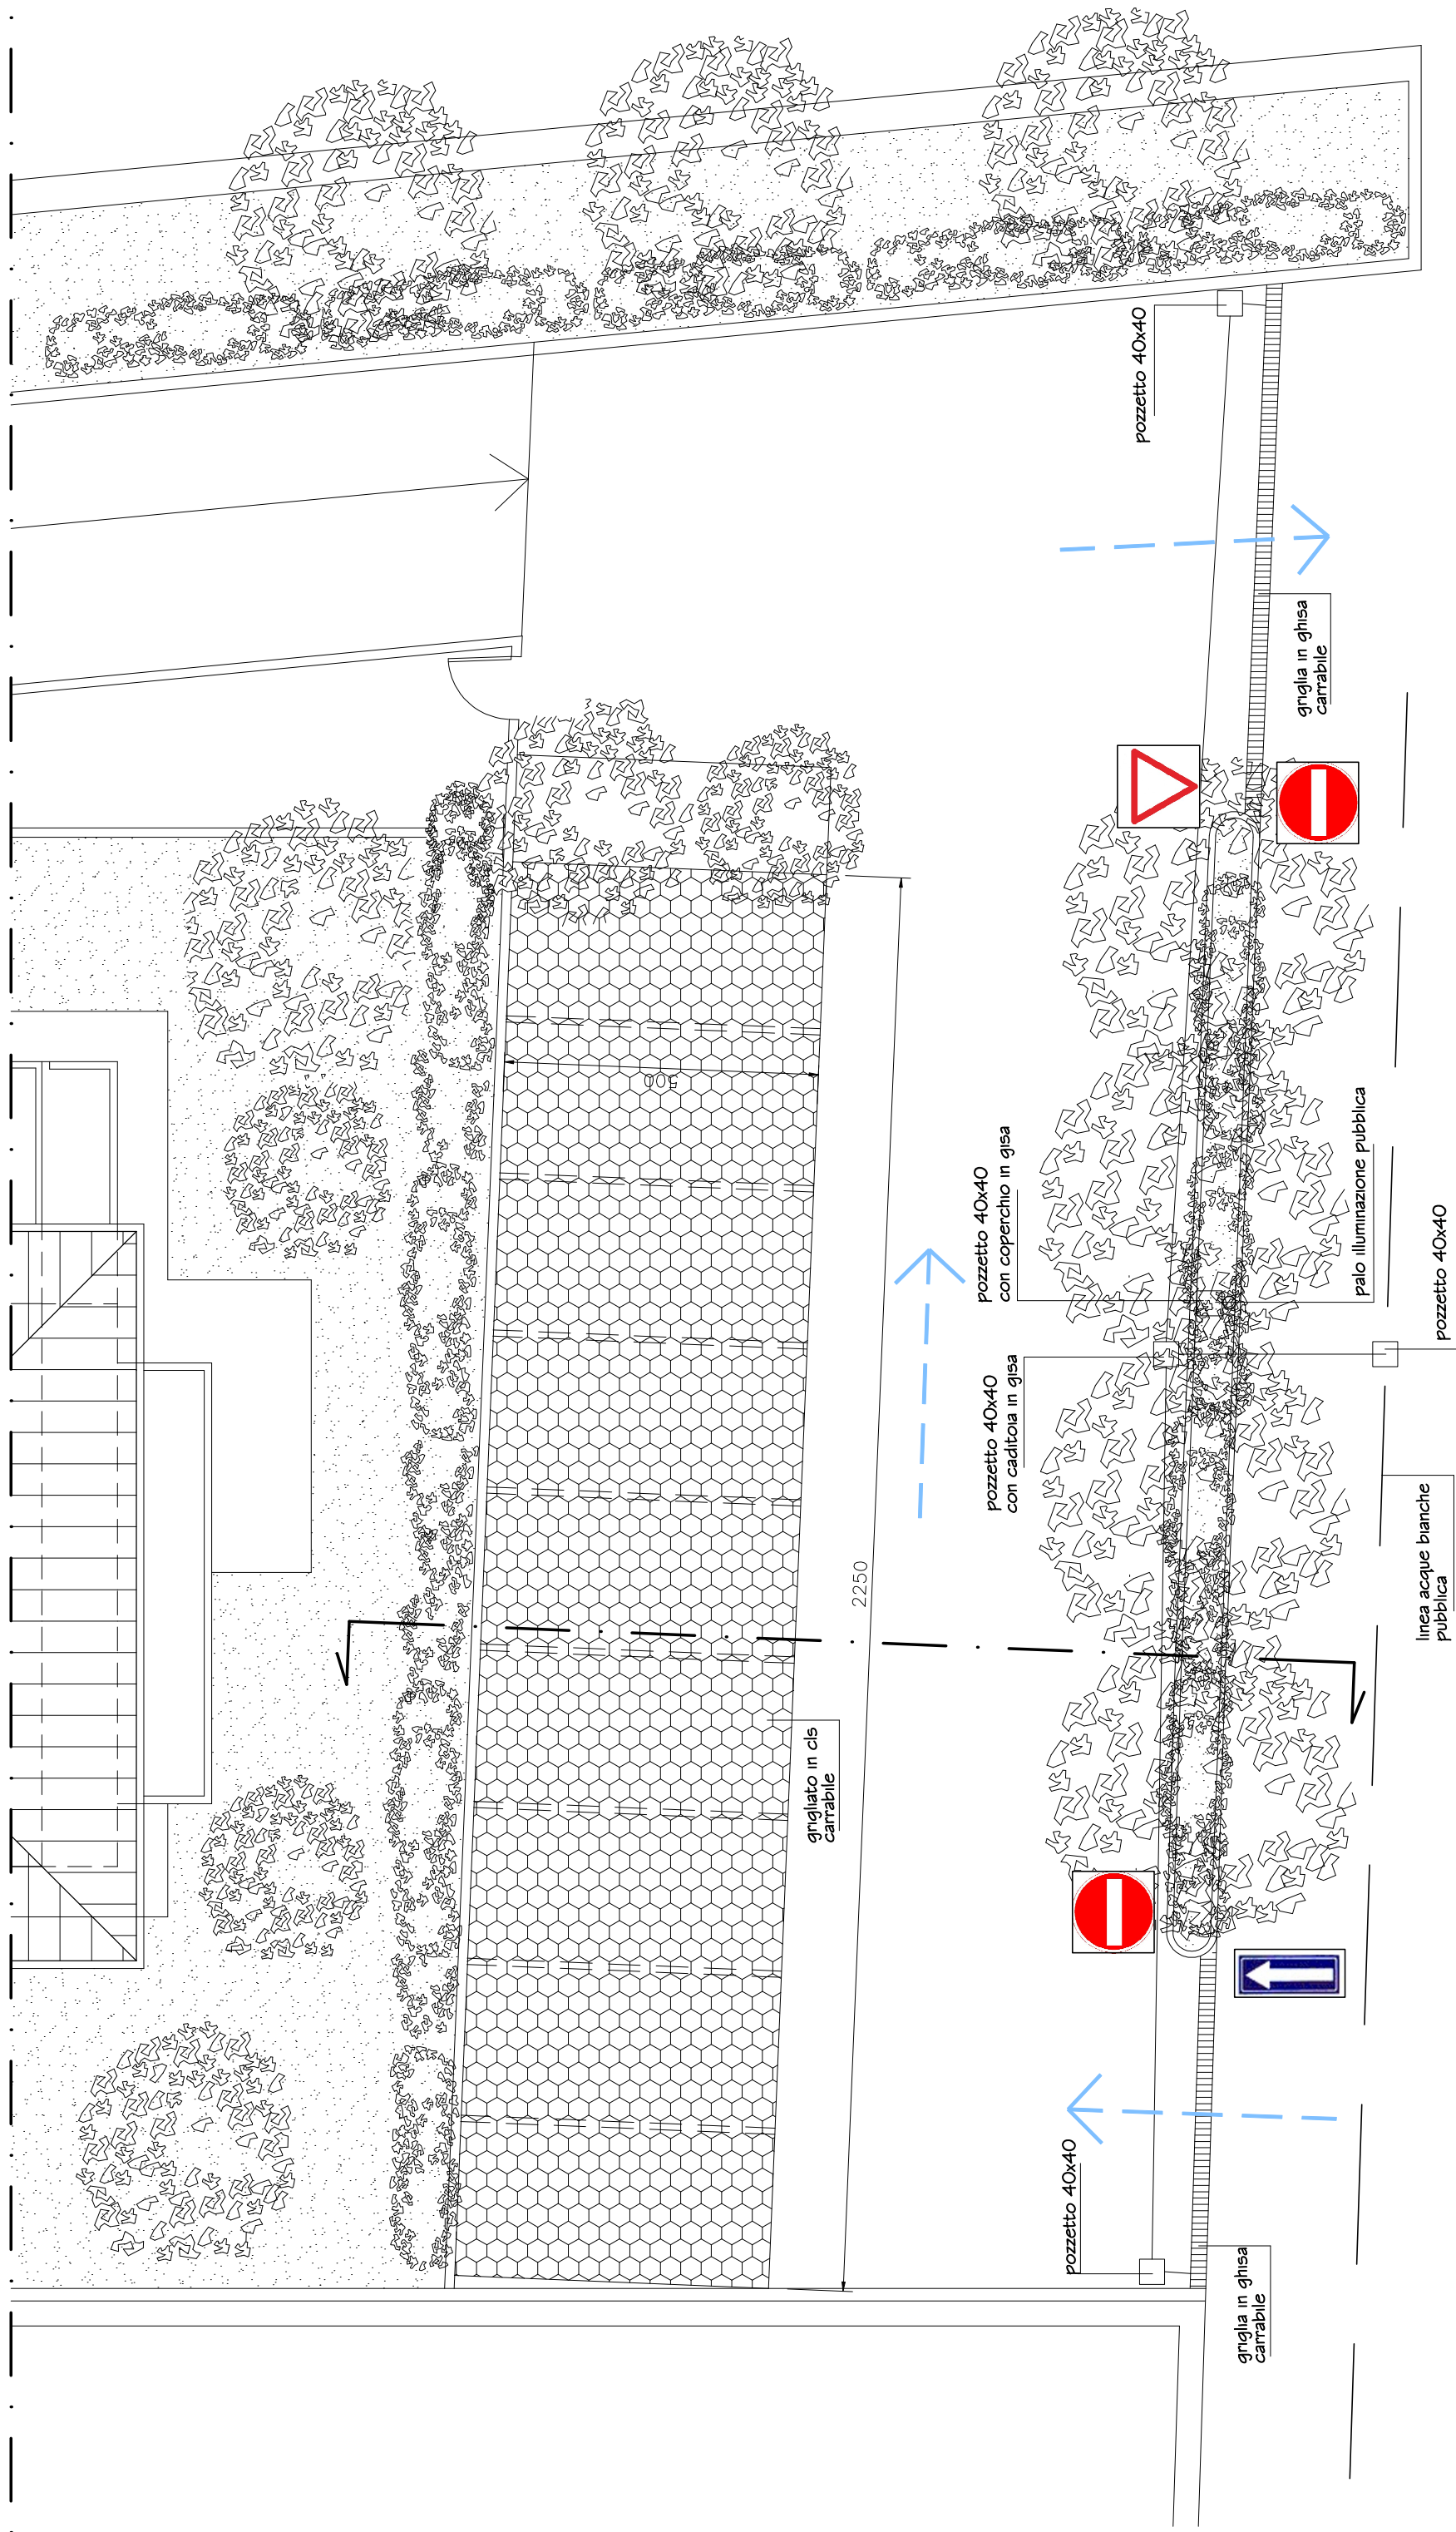 pozzetto 40x40
griglia in ghisa
carrabile
500
pozzetto 40x40
con coperchio in gisa
palo illuminazione pubblica
pozzetto 40x40
pozzetto 40x40
con caditoia in gisa
linea acque bianche
pubblica
2250
grigliato in cls
carrabile
pozzetto 40x40
griglia in ghisa
carrabile